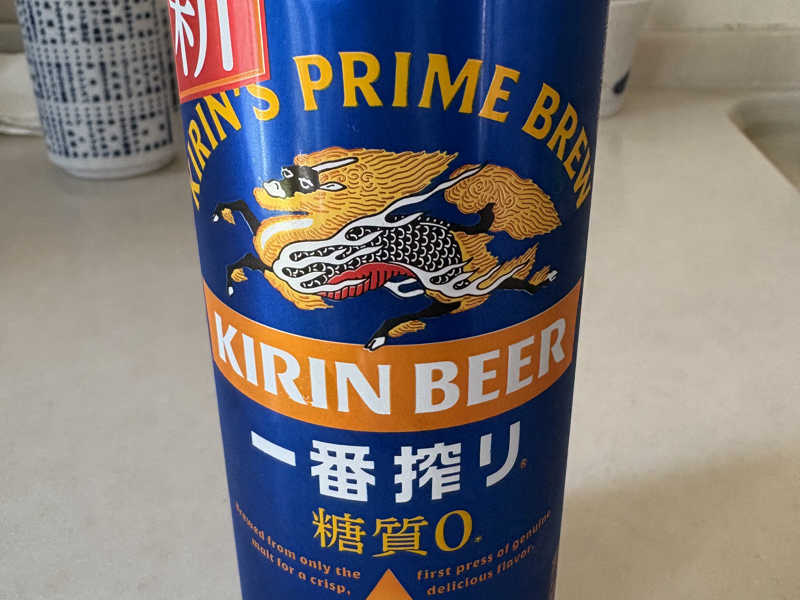 新
KIRIN'S PRIME BREW
KIRIN BEER
一番搾り®
糖質0*
Brewed from only the first press of genuine
malt for a crisp, delicious flavor.